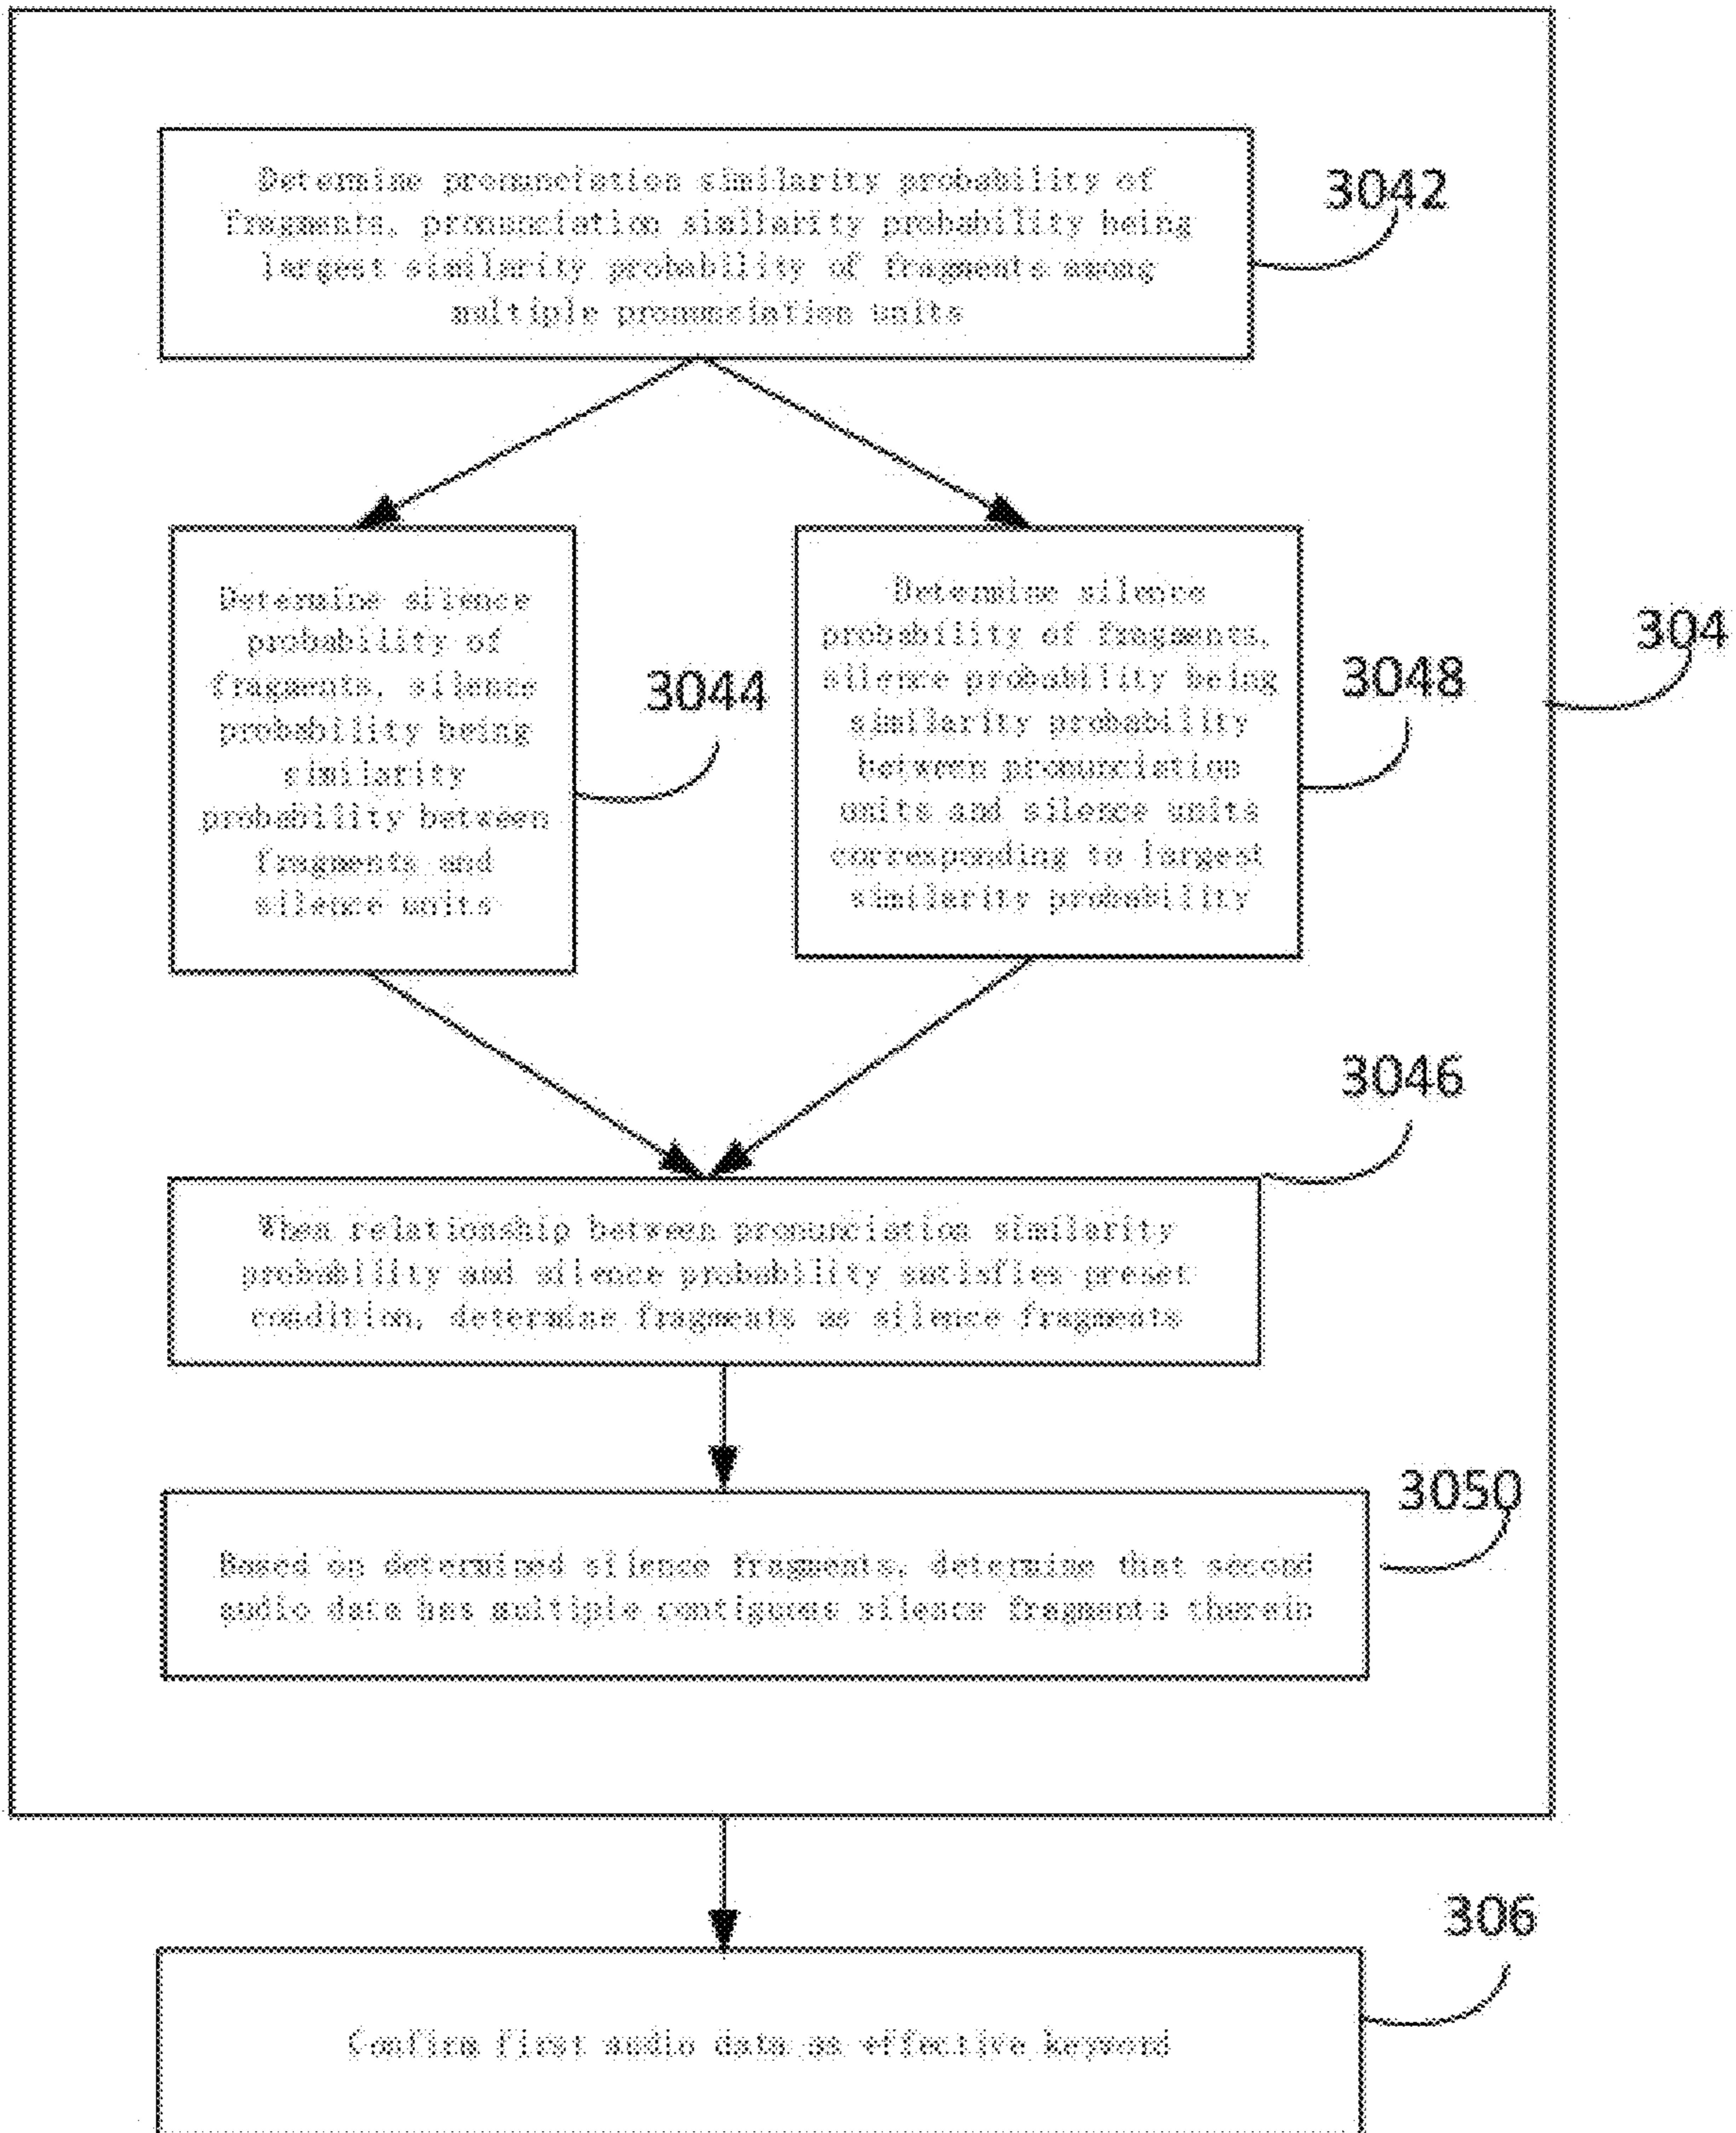 Determine pronunciation similarity probability of
fragments, pronunciation similarity probability being
largest similarity probability of fragments among
multiple pronunciation units
3042
Determine silence
probability of
fragments, silence
probability being
similarity
probability between
fragments and
silence units
3044
Determine silence
probability of fragments,
silence probability being
similarity probability
between pronunciation
units and silence units
corresponding to largest
similarity probability
3048
304
3046
When relationship between pronunciation similarity
probability and silence probability satisfies preset
condition, determine fragments as silence fragments
3050
Based on determined silence fragments, determine that second
audio data has multiple contiguous silence fragments therein
306
Confirm first audio data as effective keyword